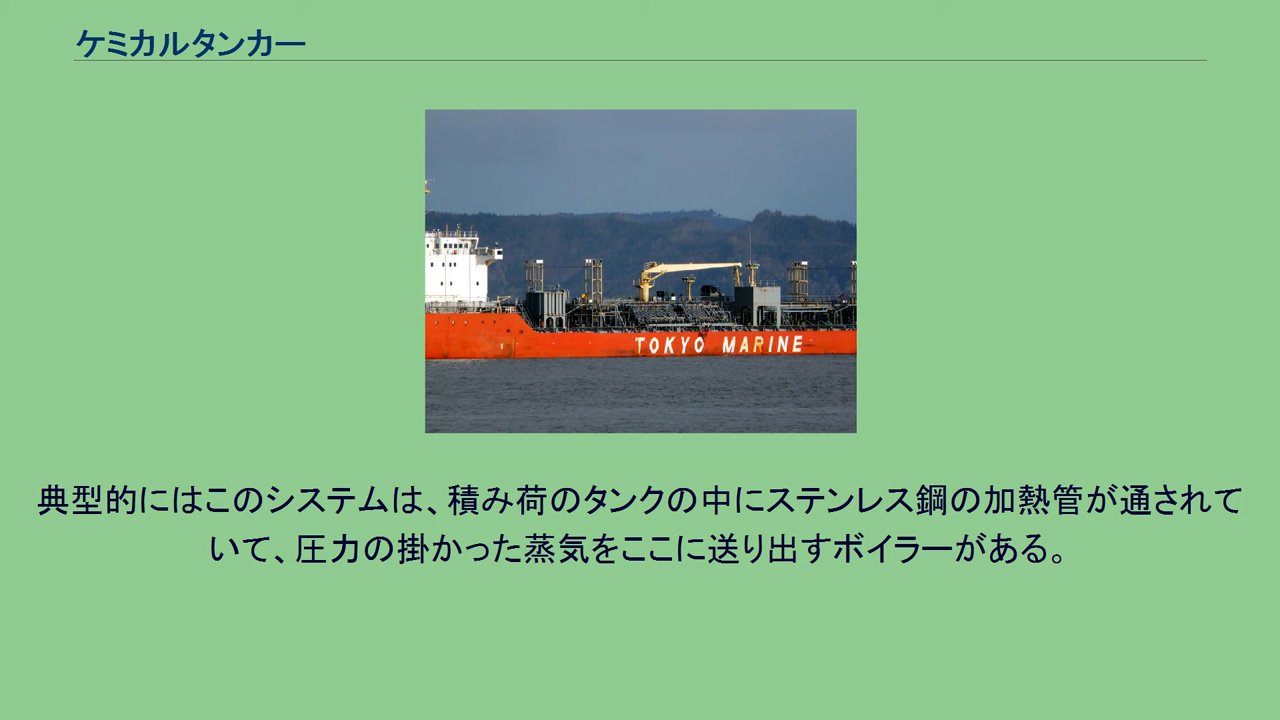 ケミカルタンカー
TOKYO MARINE
典型的にはこのシステムは、積み荷のタンクの中にステンレス鋼の加熱管が通されて
いて、圧力の掛かった蒸気をここに送り出すボイラーがある。